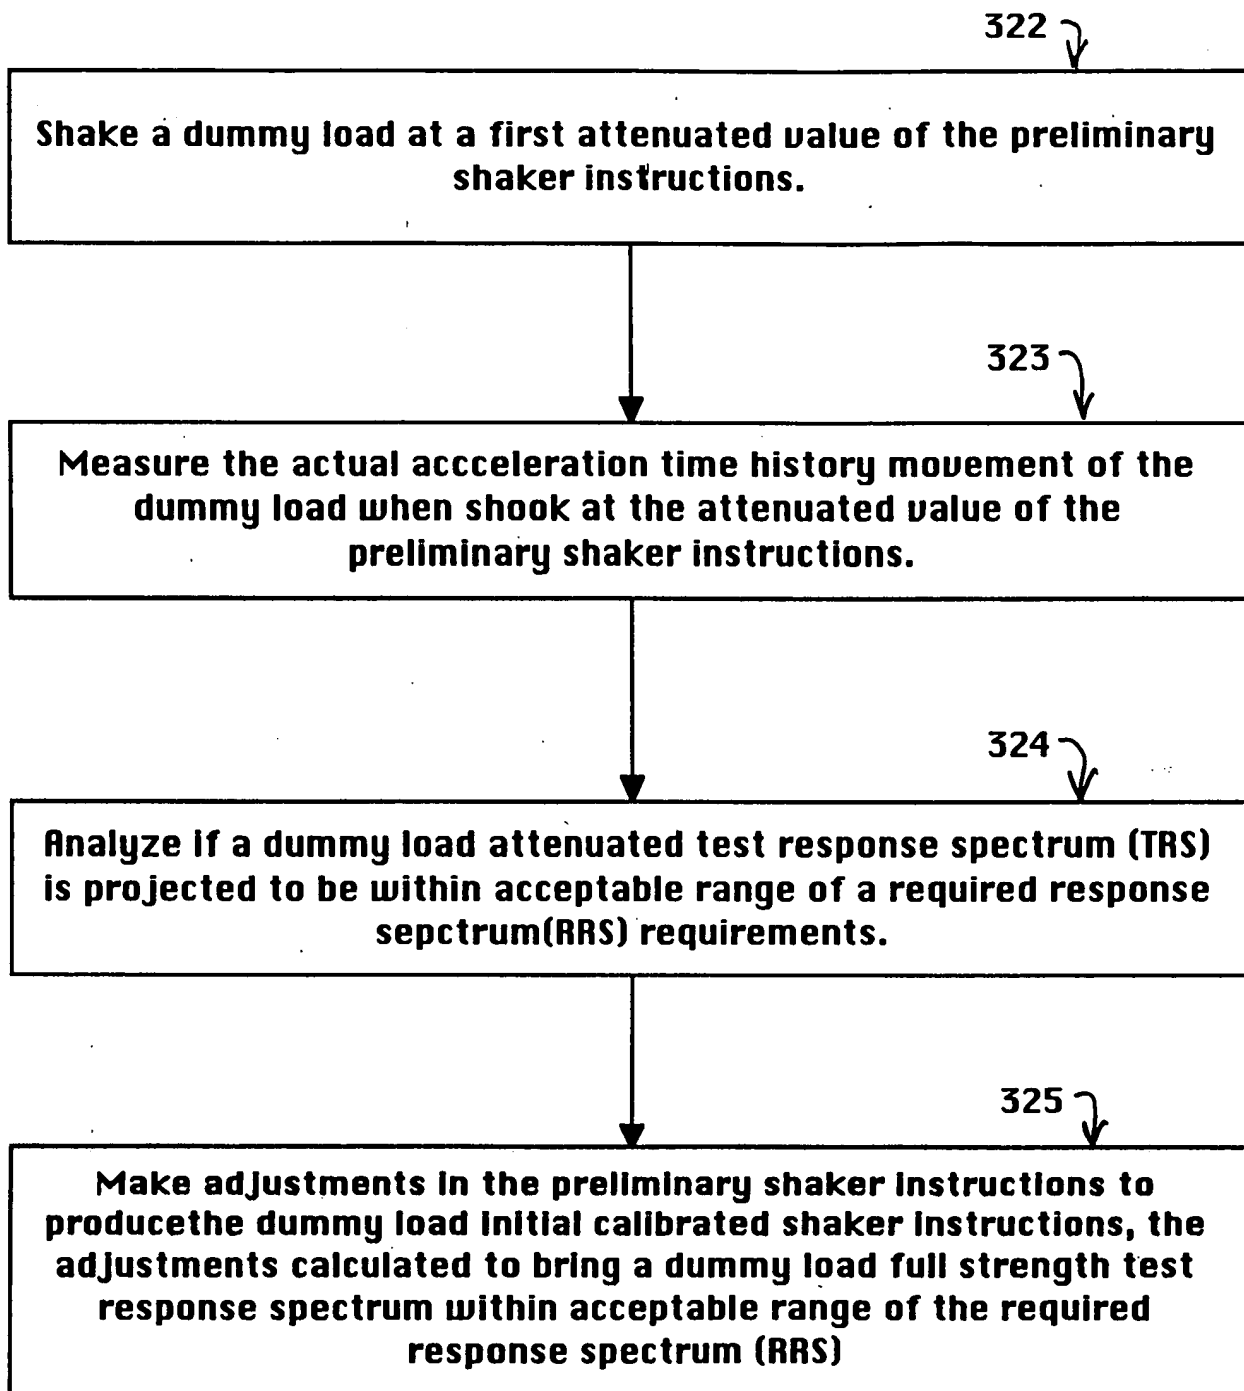 322
Shake a dummy load at a first attenuated value of the preliminary
shaker instructions.
323
Measure the actual accceleration time history movement of the
dummy load when shook at the attenuated value of the
preliminary shaker instructions.
324
Analyze if a dummy load attenuated test response spectrum (TRS)
is projected to be within acceptable range of a required response
sepctrum(RRS) requirements.
325
Make adjustments in the preliminary shaker instructions to
producethe dummy load initial calibrated shaker instructions, the
adjustments calculated to bring a dummy load full strength test
response spectrum within acceptable range of the required
response spectrum (RRS)